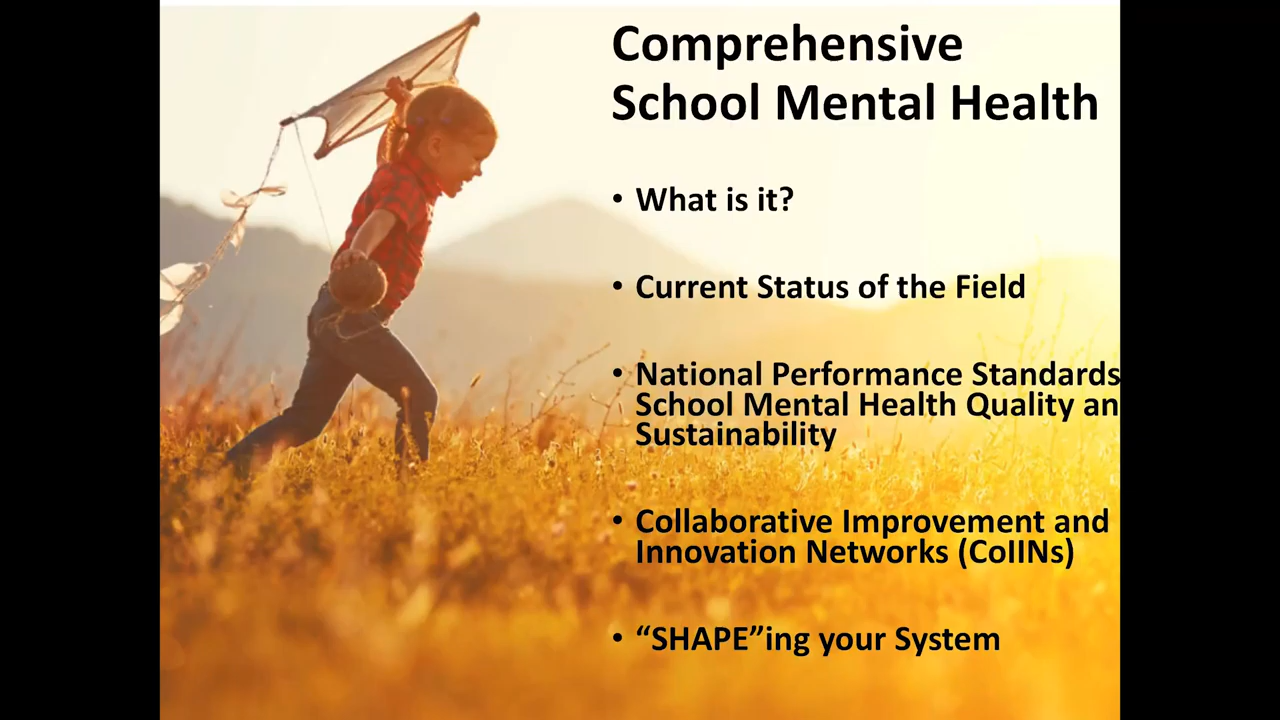 Comprehensive
School Mental Health
• What is it?
• Current Status of the Field
• National Performance Standards
School Mental Health Quality an
Sustainability
• Collaborative Improvement and
Innovation Networks (CoIINs)
• “SHAPE”ing your System